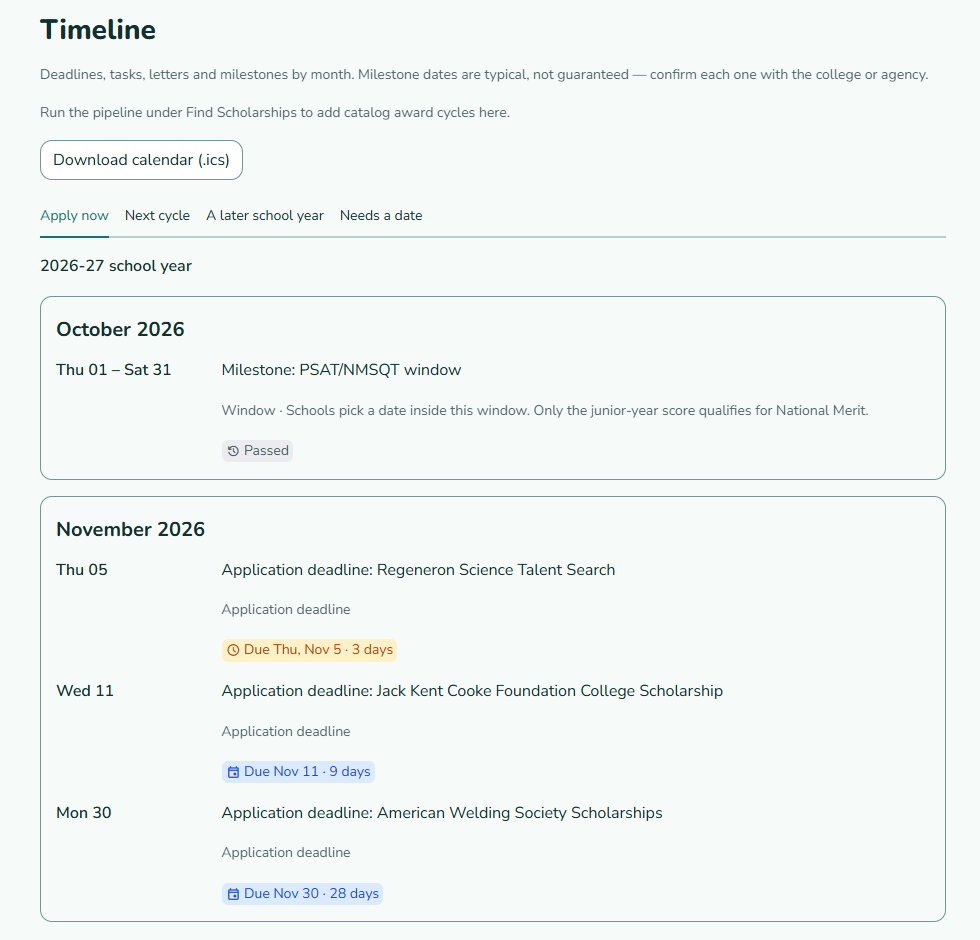 Timeline
Deadlines, tasks, letters and milestones by month. Milestone dates are typical, not guaranteed — confirm each one with the college or agency.
Run the pipeline under Find Scholarships to add catalog award cycles here.
Download calendar (.ics)
Apply now Next cycle A later school year Needs a date
2026-27 school year
October 2026
Thu 01 – Sat 31 Milestone: PSAT/NMSQT window
Window · Schools pick a date inside this window. Only the junior-year score qualifies for National Merit.
Passed
November 2026
Thu 05 Application deadline: Regeneron Science Talent Search
Application deadline
Due Thu, Nov 5 · 3 days
Wed 11 Application deadline: Jack Kent Cooke Foundation College Scholarship
Application deadline
Due Nov 11 · 9 days
Mon 30 Application deadline: American Welding Society Scholarships
Application deadline
Due Nov 30 · 28 days